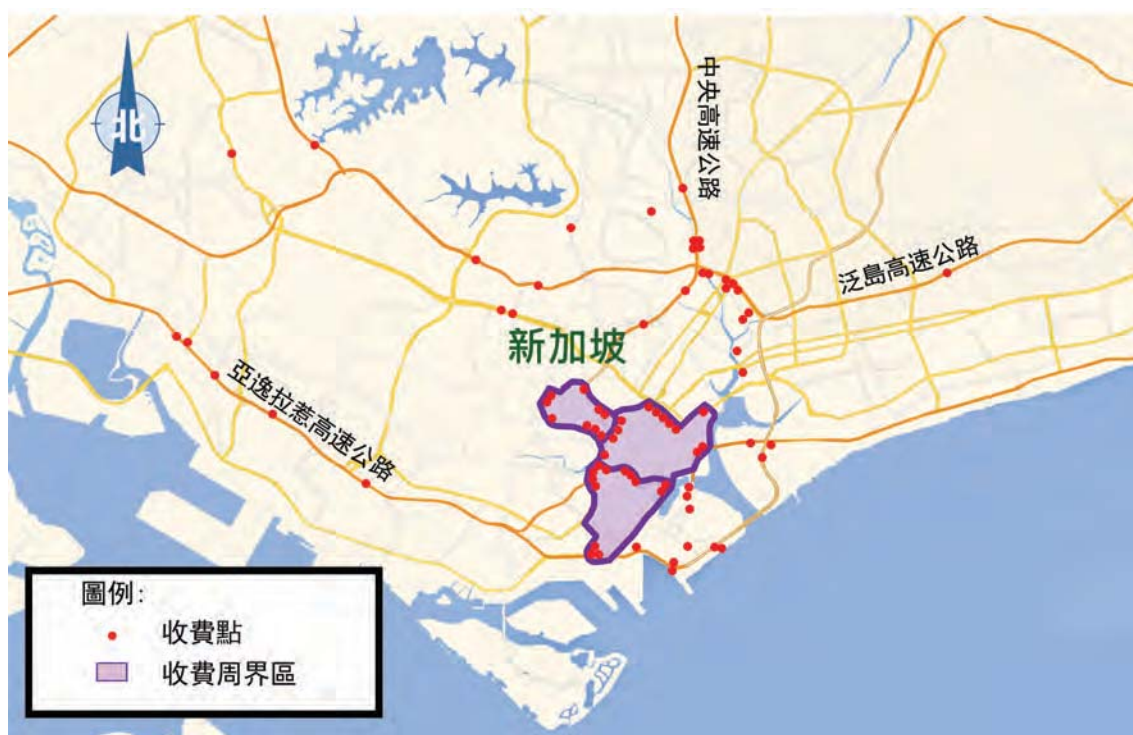 北
中央高速公路
泛島高速公路
新加坡
亞逸拉惹高速公路
圖例：
收費點
收費周界區